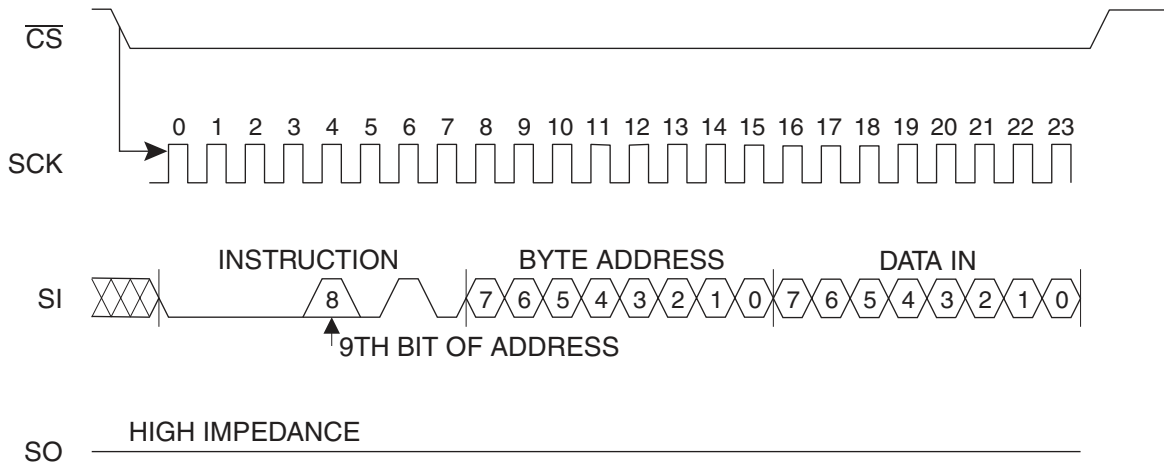 CS
0 1 2 3 4 5 6 7 8 9 10 11 12 13 14 15 16 17 18 19 20 21 22 23
SCK
INSTRUCTION BYTE ADDRESS DATA IN
SI 8 7 6 5 4 3 2 1 0 7 6 5 4 3 2 1 0
9TH BIT OF ADDRESS
HIGH IMPEDANCE
SO